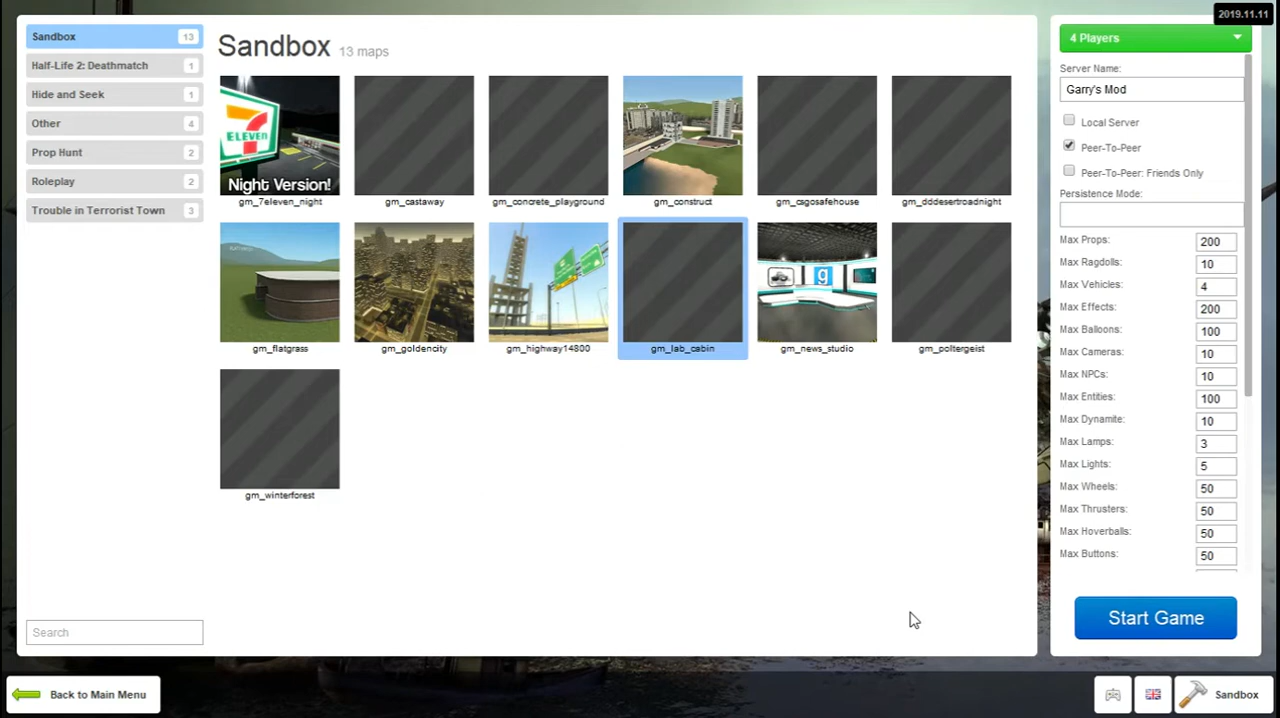 2019.11.11
Sandbox 13
Half-Life 2: Deathmatch 1
Hide and Seek 1
Other 4
Prop Hunt 2
Roleplay 2
Trouble in Terrorist Town 3
Search
Sandbox 13 maps
7
ELEVEN
Night Version!
gm_7eleven_night
gm_castaway
gm_concrete_playground
gm_construct
gm_csgosafehouse
gm_dddesertroadnight
gm_flatgrass
gm_goldencity
gm_highway14800
gm_lab_cabin
g
gm_news_studio
gm_poltergeist
gm_winterforest
4 Players
Server Name:
Garry's Mod
Local Server
Peer-To-Peer
Peer-To-Peer: Friends Only
Persistence Mode:
Max Props: 200
Max Ragdolls: 10
Max Vehicles: 4
Max Effects: 200
Max Balloons: 100
Max Cameras: 10
Max NPCs: 10
Max Entities: 100
Max Dynamite: 10
Max Lamps: 3
Max Lights: 5
Max Wheels: 50
Max Thrusters: 50
Max Hoverballs: 50
Max Buttons: 50
Start Game
Back to Main Menu
Sandbox